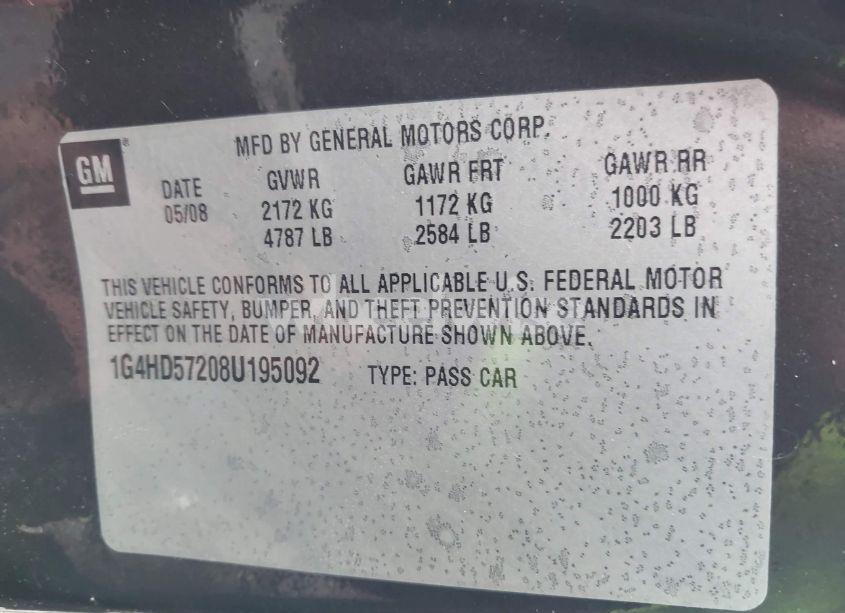 GM
MFD BY GENERAL MOTORS CORP.
DATE GVWR GAWR FRT GAWR RR
05/08 2172 KG 1172 KG 1000 KG
4787 LB 2584 LB 2203 LB
THIS VEHICLE CONFORMS TO ALL APPLICABLE U.S. FEDERAL MOTOR
VEHICLE SAFETY, BUMPER, AND THEFT PREVENTION STANDARDS IN
EFFECT ON THE DATE OF MANUFACTURE SHOWN ABOVE.
1G4HD57208U195092 TYPE: PASS CAR